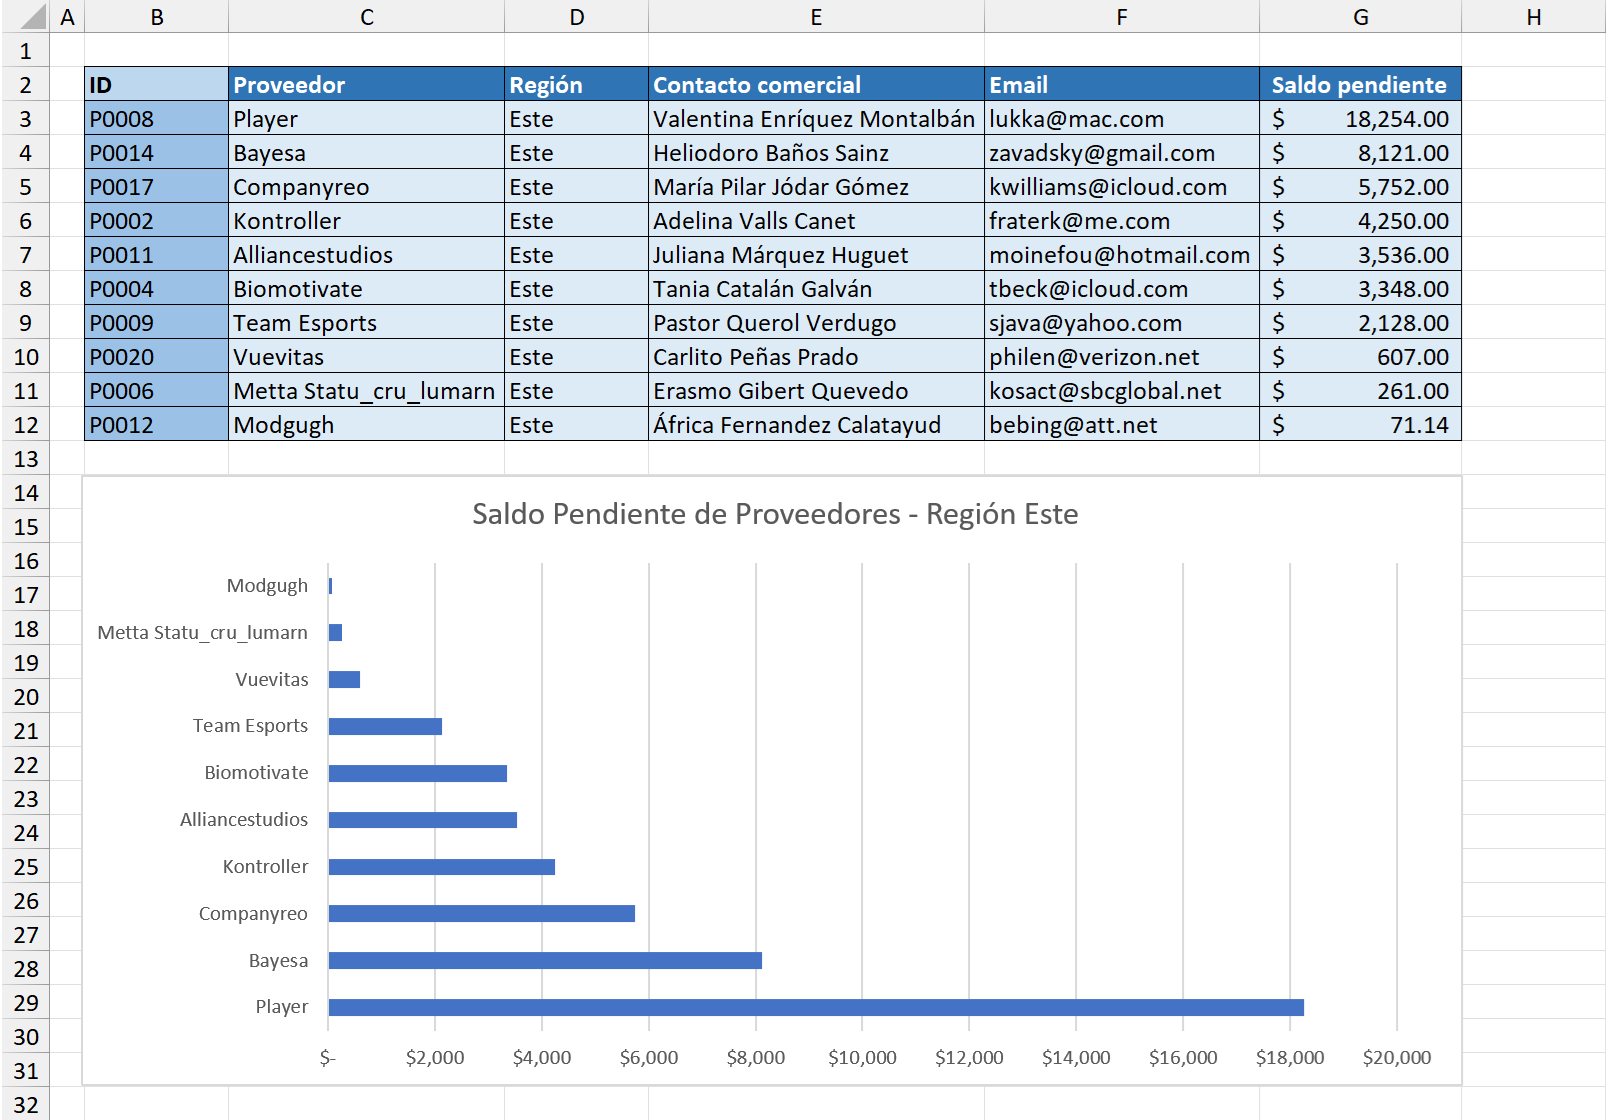 A B C D E F G H
1
2 ID Proveedor Región Contacto comercial Email Saldo pendiente
3 P0008 Player Este Valentina Enríquez Montalbán lukka@mac.com $ 18,254.00
4 P0014 Bayesa Este Heliodoro Baños Sainz zavadsky@gmail.com $ 8,121.00
5 P0017 Companyreo Este María Pilar Jódar Gómez kwilliams@icloud.com $ 5,752.00
6 P0002 Kontroller Este Adelina Valls Canet fraterk@me.com $ 4,250.00
7 P0011 Alliancestudios Este Juliana Márquez Huguet moinefou@hotmail.com $ 3,536.00
8 P0004 Biomotivate Este Tania Catalán Galván tbeck@icloud.com $ 3,348.00
9 P0009 Team Esports Este Pastor Querol Verdugo sjava@yahoo.com $ 2,128.00
10 P0020 Vuevitas Este Carlito Peñas Prado philen@verizon.net $ 607.00
11 P0006 Metta Statu_cru_lumarn Este Erasmo Gibert Quevedo kosact@sbcglobal.net $ 261.00
12 P0012 Modgugh Este África Fernandez Calatayud bebing@att.net $ 71.14
13
14
15
16
17
18
19
20
21
22
23
24
25
26
27
28
29
30
31
32
Saldo Pendiente de Proveedores - Región Este
Modgugh
Metta Statu_cru_lumarn
Vuevitas
Team Esports
Biomotivate
Alliancestudios
Kontroller
Companyreo
Bayesa
Player
$- $2,000 $4,000 $6,000 $8,000 $10,000 $12,000 $14,000 $16,000 $18,000 $20,000